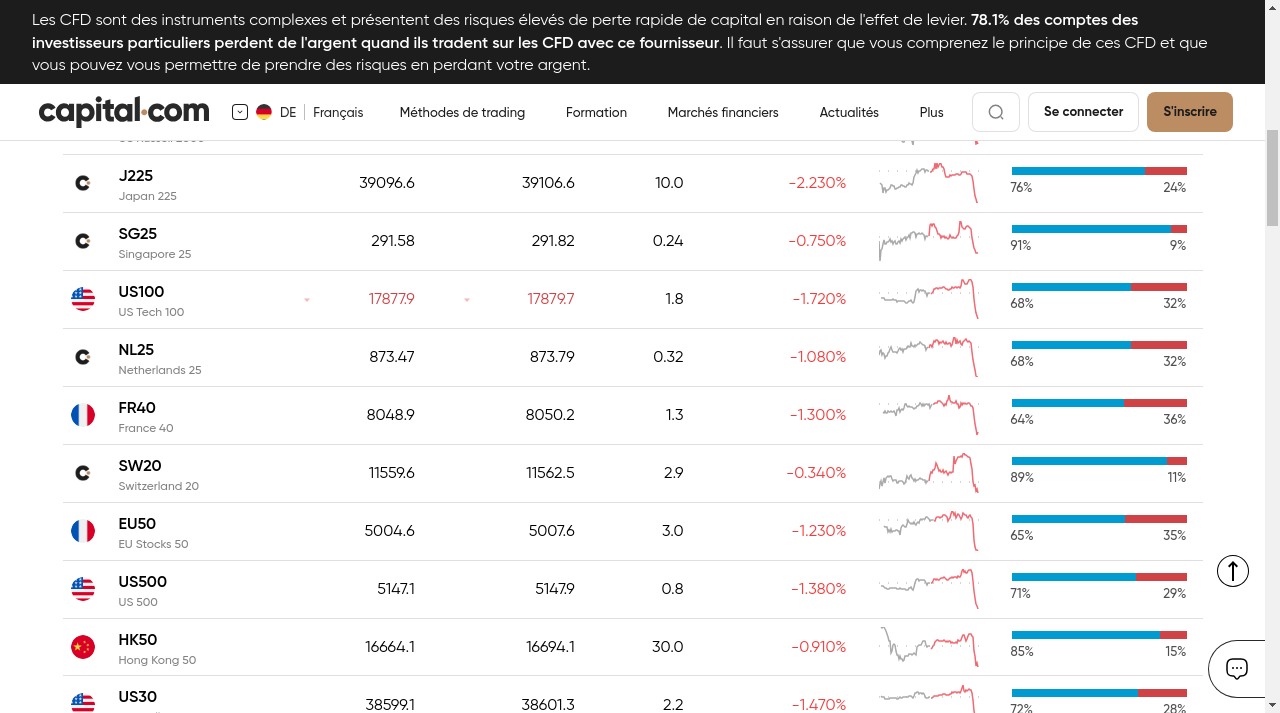 Les CFD sont des instruments complexes et présentent des risques élevés de perte rapide de capital en raison de l'effet de levier. 78.1% des comptes des
investisseurs particuliers perdent de l'argent quand ils tradent sur les CFD avec ce fournisseur. Il faut s'assurer que vous comprenez le principe de ces CFD et que
vous pouvez vous permettre de prendre des risques en perdant votre argent.
capital.com DE Français Méthodes de trading Formation Marchés financiers Actualités Plus Se connecter S'inscrire
J225 39096.6 39106.6 10.0 -2.230%
Japan 225 76% 24%
SG25 291.58 291.82 0.24 -0.750%
Singapore 25 91% 9%
US100 17877.9 17879.7 1.8 -1.720%
US Tech 100 68% 32%
NL25 873.47 873.79 0.32 -1.080%
Netherlands 25 68% 32%
FR40 8048.9 8050.2 1.3 -1.300%
France 40 64% 36%
SW20 11559.6 11562.5 2.9 -0.340%
Switzerland 20 89% 11%
EU50 5004.6 5007.6 3.0 -1.230%
EU Stocks 50 65% 35%
US500 5147.1 5147.9 0.8 -1.380%
US 500 71% 29%
HK50 16664.1 16694.1 30.0 -0.910%
Hong Kong 50 85% 15%
US30 38599.1 38601.3 2.2 -1.470%
72% 28%